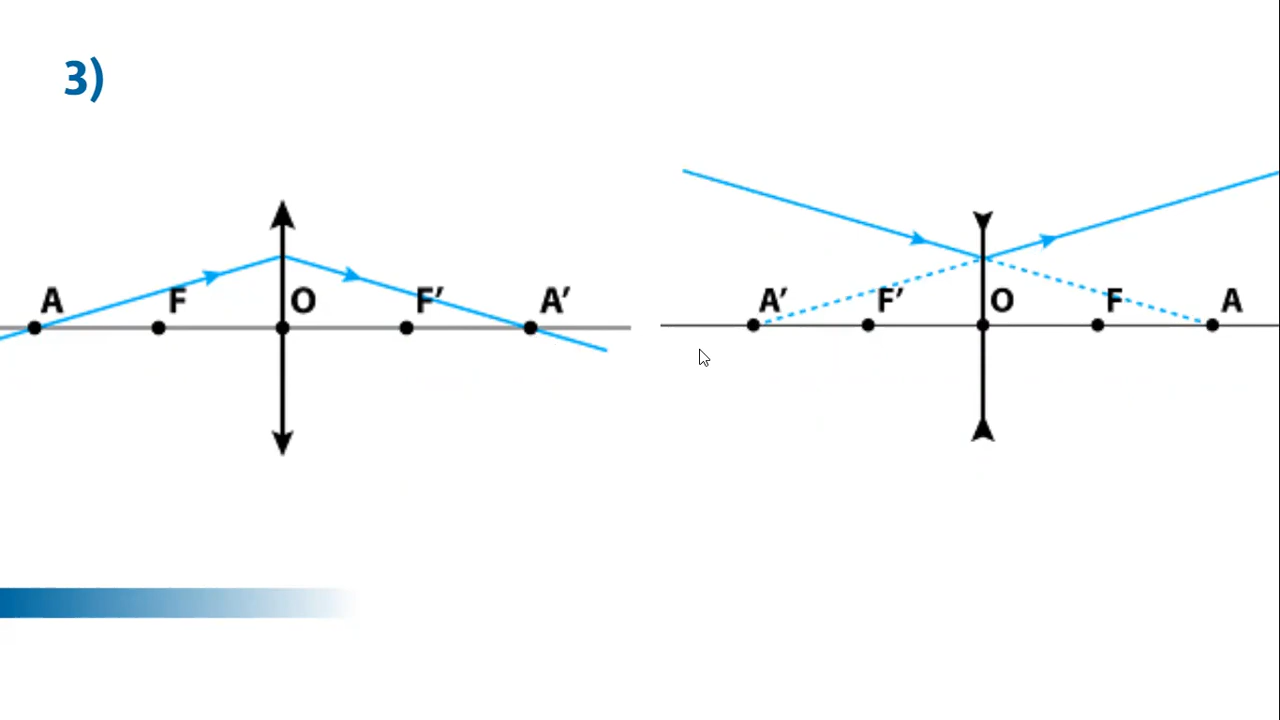 3)
A F O F′ A′
A′ F′ O F A